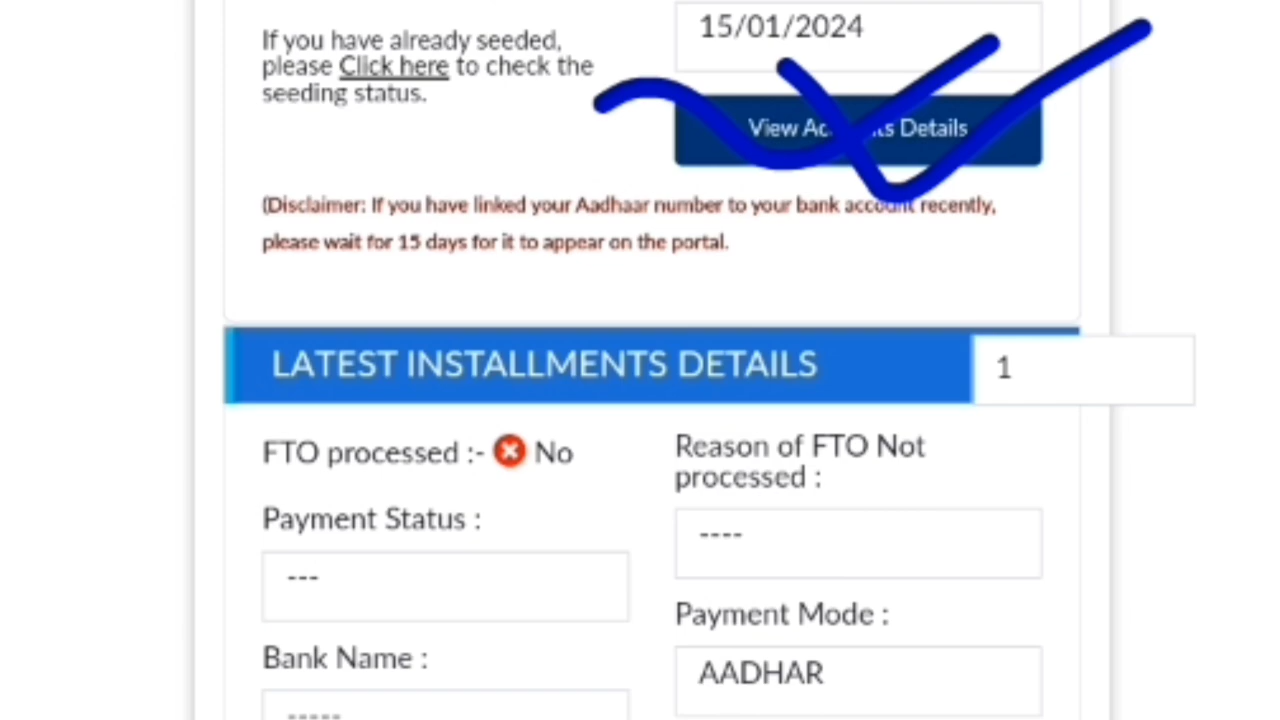 15/01/2024
If you have already seeded,
please Click here to check the
seeding status.
View Details
(Disclaimer: If you have linked your Aadhaar number to your bank account recently,
please wait for 15 days for it to appear on the portal.
LATEST INSTALLMENTS DETAILS
1
FTO processed :- No
Reason of FTO Not
processed :
----
Payment Status :
---
Payment Mode :
AADHAR
Bank Name :
-----